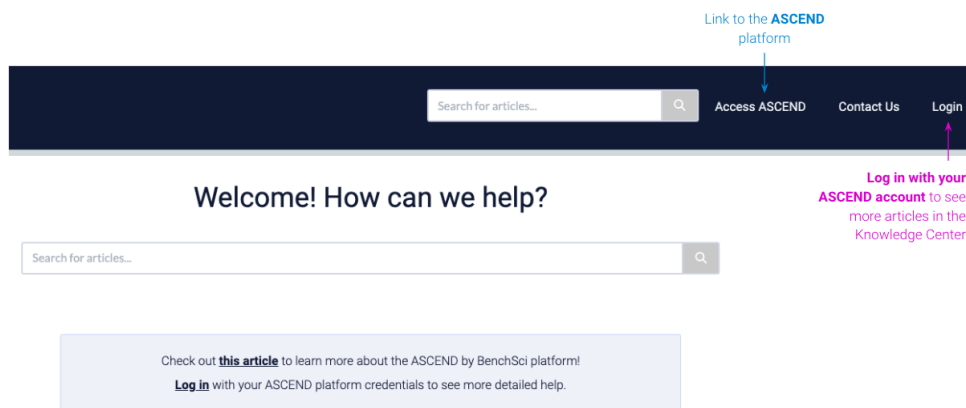 Link to the ASCEND
platform
Search for articles...
Access ASCEND
Contact Us
Login
Log in with your
ASCEND account to see
more articles in the
Knowledge Center
Welcome! How can we help?
Search for articles...
Check out this article to learn more about the ASCEND by BenchSci platform!
Log in with your ASCEND platform credentials to see more detailed help.